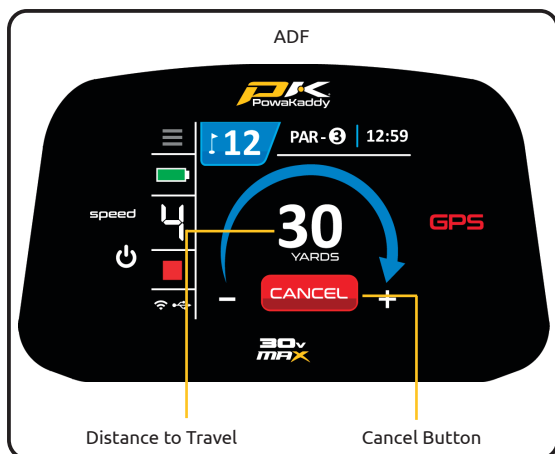 ADF
PK
PowaKaddy
12 PAR-3 12:59
speed 4
30
YARDS
GPS
- CANCEL +
30v
MAX
Distance to Travel Cancel Button